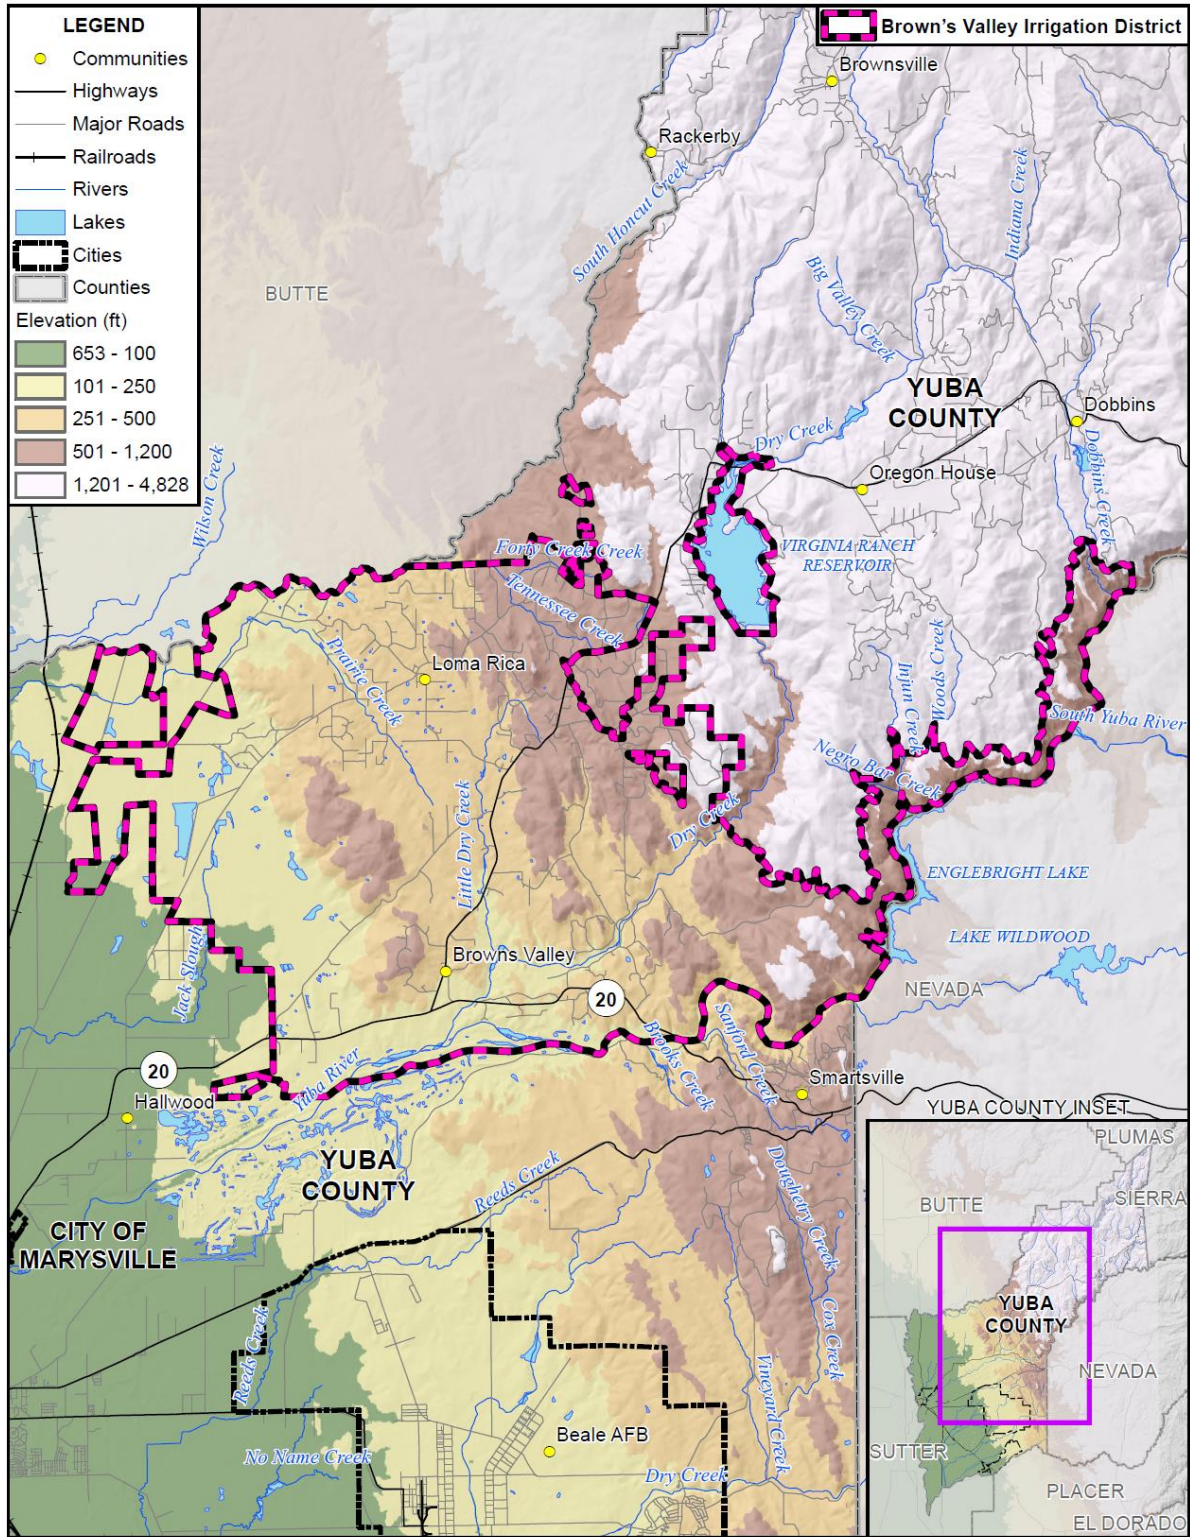 LEGEND
Communities
Highways
Major Roads
Railroads
Rivers
Lakes
Cities
Counties
Elevation (ft)
653 - 100
101 - 250
251 - 500
501 - 1,200
1,201 - 4,828
Brown's Valley Irrigation District
Brownsville
Rackerby
South Honcut Creek
Indiana Creek
BUTTE
Big Valley Creek
YUBA
COUNTY
Dobbins
Dry Creek
Oregon House
Dobbins Creek
Wilson Creek
Forty Creek Creek
VIRGINIA RANCH
RESERVOIR
Tennessee Creek
Prairie Creek
Loma Rica
Injun Creek
Woods Creek
South Yuba River
Negro Bar Creek
Little Dry Creek
Dry Creek
ENGLEBRIGHT LAKE
LAKE WILDWOOD
Jack Slough
Browns Valley
NEVADA
20
Sanford Creek
Brooks Creek
Yuba River
20
Hallwood
Smartsville
YUBA COUNTY INSET
YUBA
COUNTY
Reeds Creek
Doughetry Creek
CITY OF
MARYSVILLE
Cox Creek
Reeds Creek
Vineyard Creek
Beale AFB
No Name Creek
Dry Creek
PLUMAS
BUTTE
SIERRA
YUBA
COUNTY
NEVADA
SUTTER
PLACER
EL DORADO